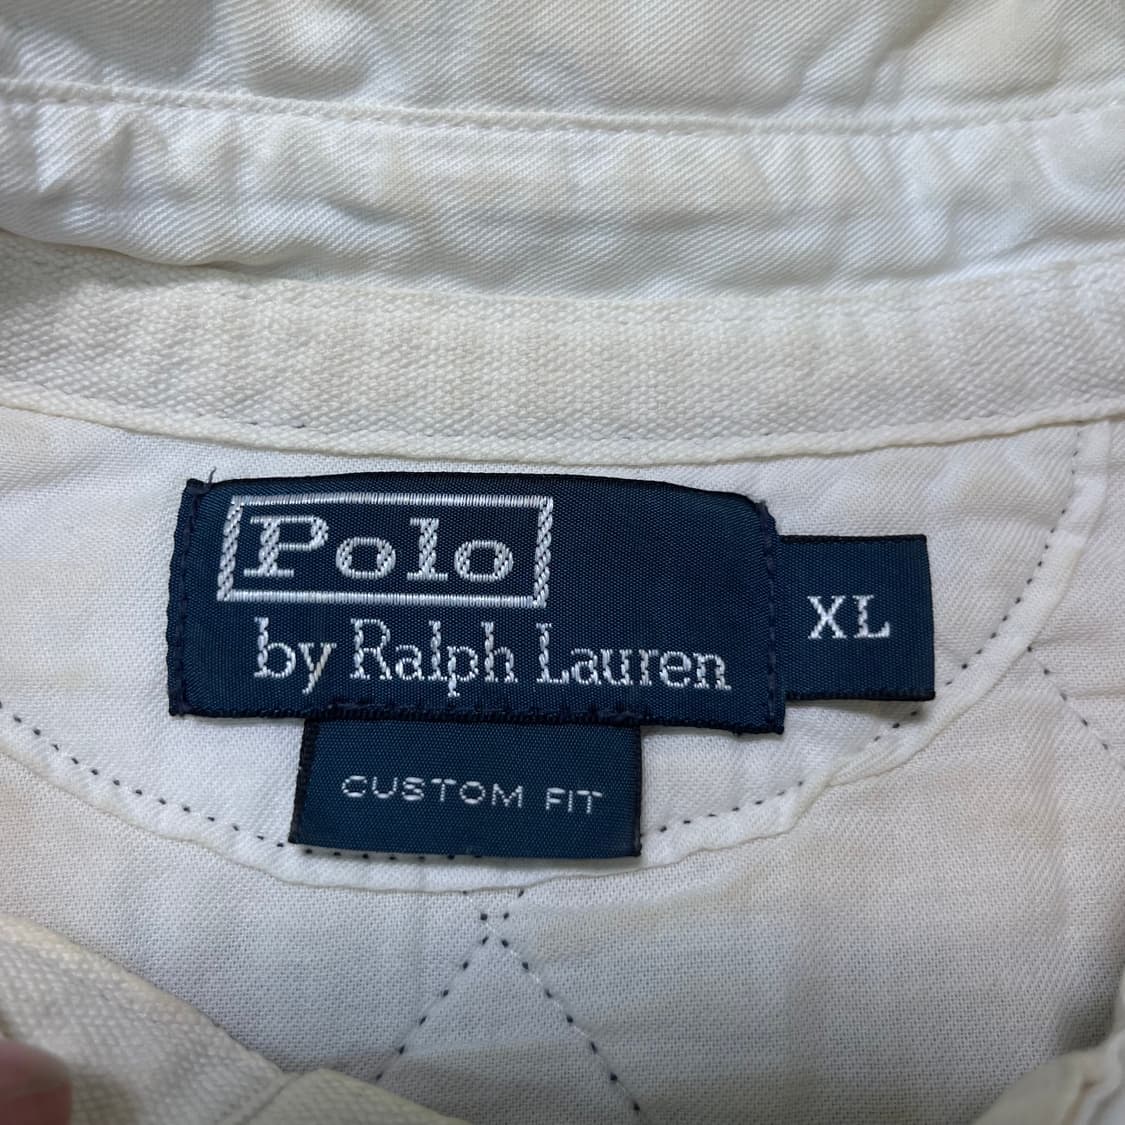 Polo
by Ralph Lauren
XL
CUSTOM FIT